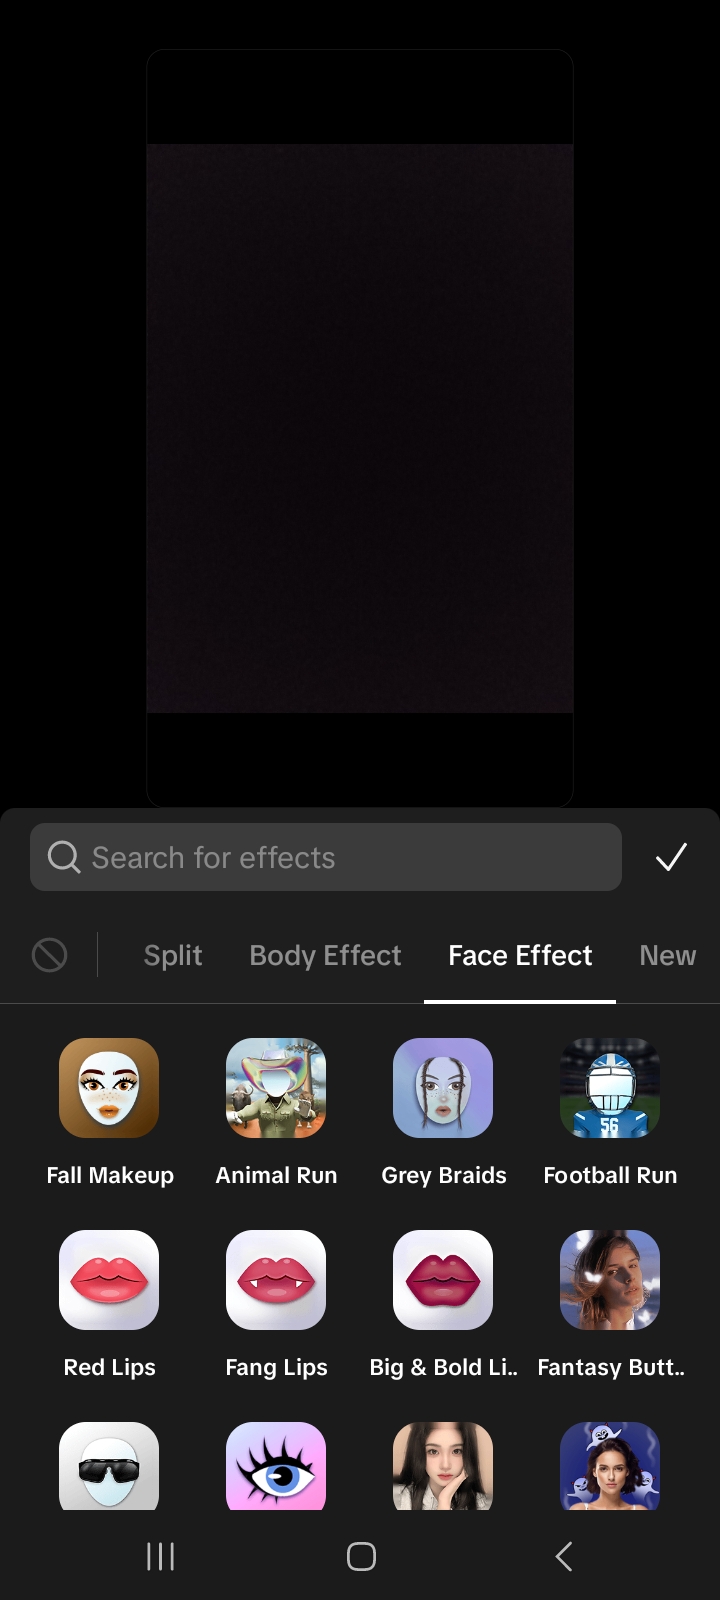 Search for effects
Split Body Effect Face Effect New
Fall Makeup Animal Run Grey Braids Football Run
56
Red Lips Fang Lips Big & Bold Li.. Fantasy Butt..